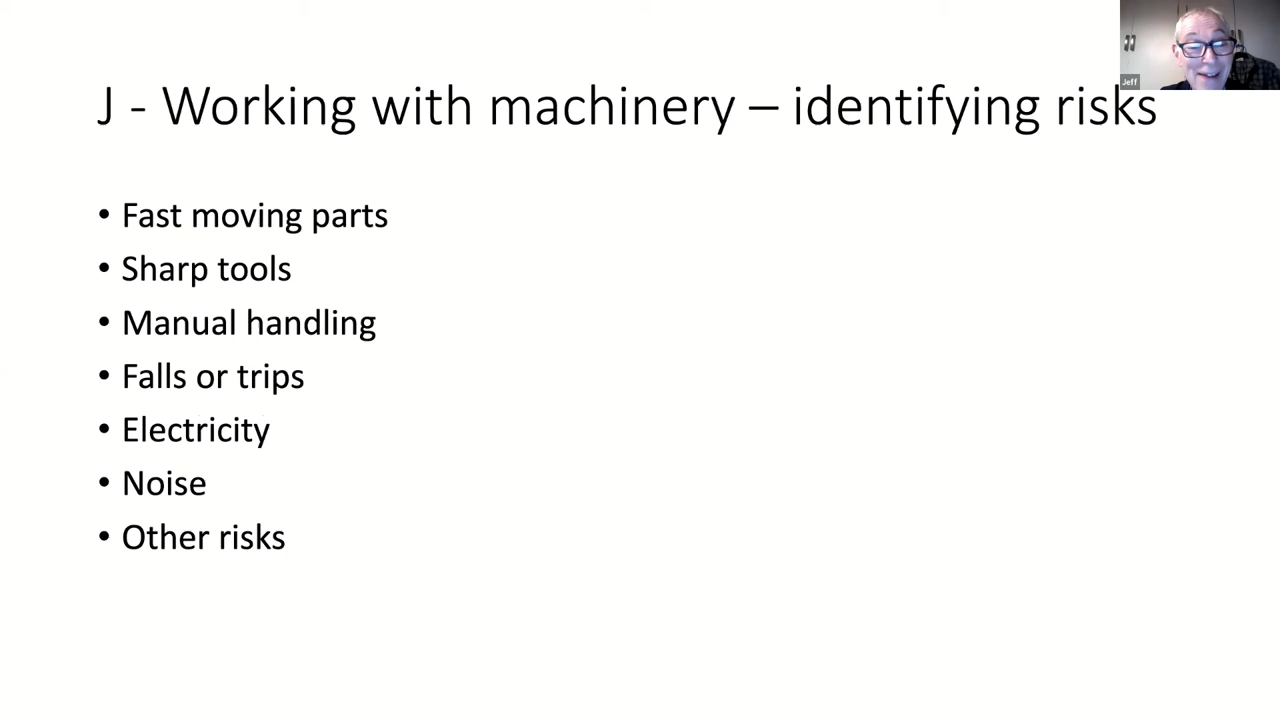 Jeff
J - Working with machinery – identifying risks
• Fast moving parts
• Sharp tools
• Manual handling
• Falls or trips
• Electricity
• Noise
• Other risks